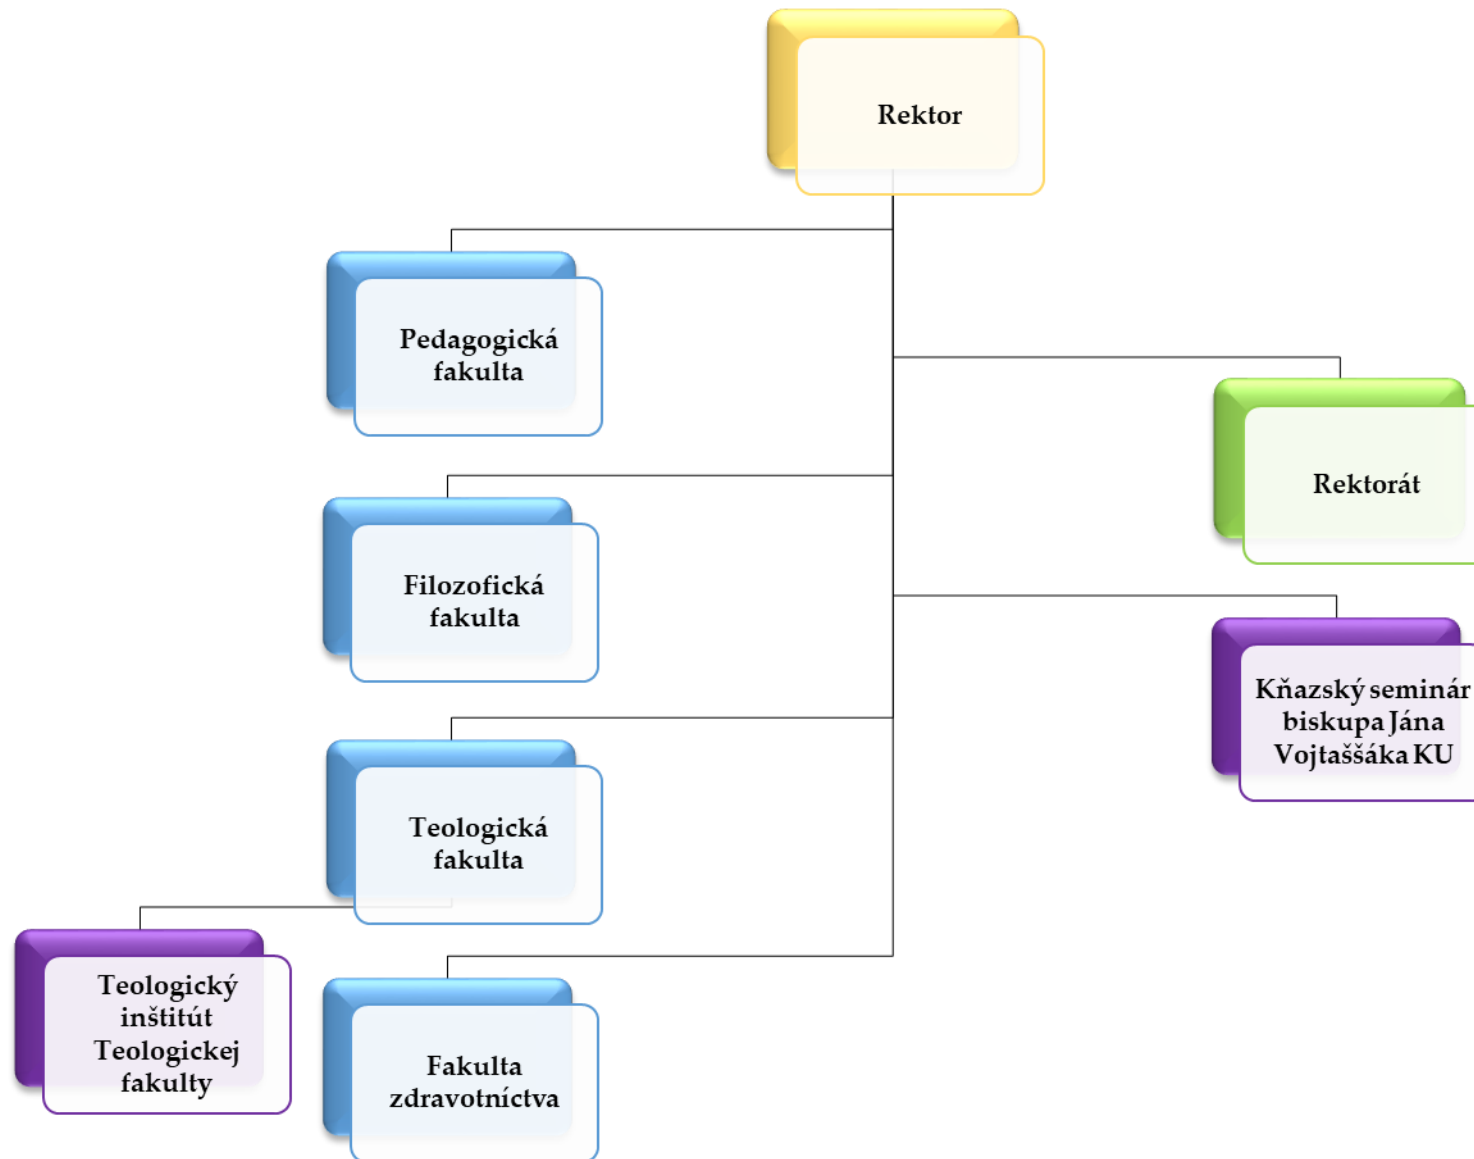 Rektor
Pedagogická
fakulta
Rektorát
Filozofická
fakulta
Kňazský seminár
biskupa Jána
Vojtaššáka KU
Teologická
fakulta
Teologický
inštitút
Teologickej
fakulty
Fakulta
zdravotníctva